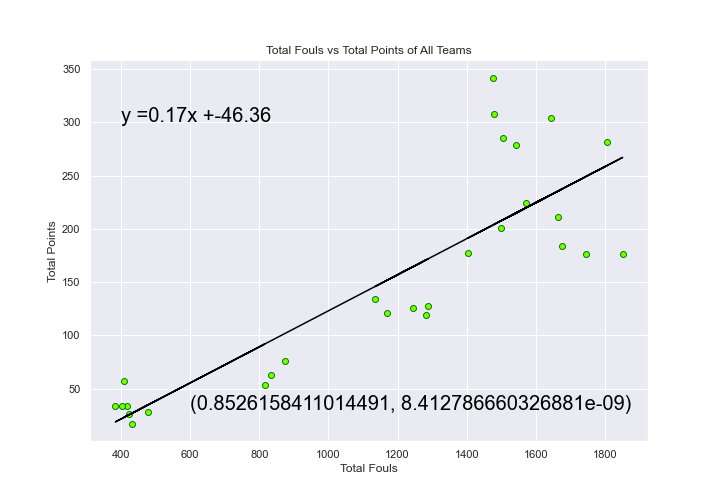 Total Fouls vs Total Points of All Teams
350
300
250
200
150
100
50
Total Points
y =0.17x +-46.36
(0.8526158411014491, 8.412786660326881e-09)
400 600 800 1000 1200 1400 1600 1800
Total Fouls